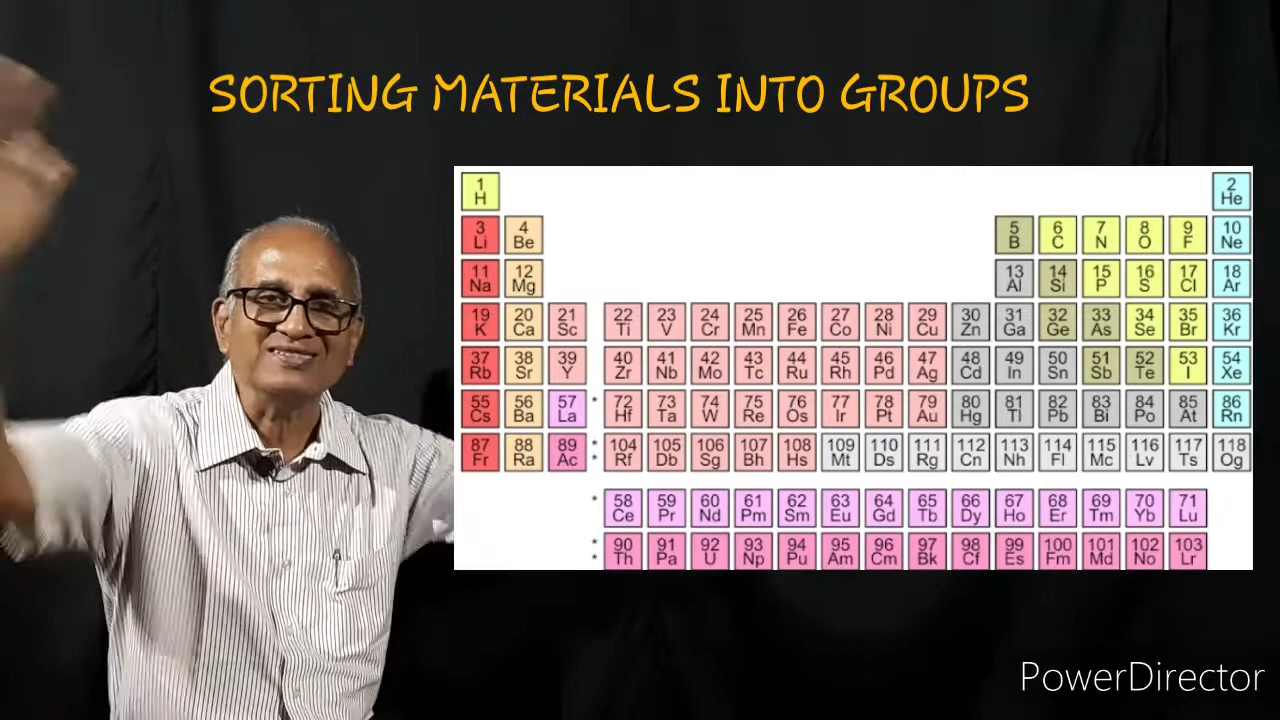 SORTING MATERIALS INTO GROUPS
1 2
H He
3 4 5 6 7 8 9 10
Li Be B C N O F Ne
11 12 13 14 15 16 17 18
Na Mg Al Si P S Cl Ar
19 20 21 22 23 24 25 26 27 28 29 30 31 32 33 34 35 36
K Ca Sc Ti V Cr Mn Fe Co Ni Cu Zn Ga Ge As Se Br Kr
37 38 39 40 41 42 43 44 45 46 47 48 49 50 51 52 53 54
Rb Sr Y Zr Nb Mo Tc Ru Rh Pd Ag Cd In Sn Sb Te I Xe
55 56 57 * 72 73 74 75 76 77 78 79 80 81 82 83 84 85 86
Cs Ba La Hf Ta W Re Os Ir Pt Au Hg Tl Pb Bi Po At Rn
87 88 89 * 104 105 106 107 108 109 110 111 112 113 114 115 116 117 118
Fr Ra Ac * Rf Db Sg Bh Hs Mt Ds Rg Cn Nh Fl Mc Lv Ts Og
* 58 59 60 61 62 63 64 65 66 67 68 69 70 71
Ce Pr Nd Pm Sm Eu Gd Tb Dy Ho Er Tm Yb Lu
* 90 91 92 93 94 95 96 97 98 99 100 101 102 103
* Th Pa U Np Pu Am Cm Bk Cf Es Fm Md No Lr
PowerDirector